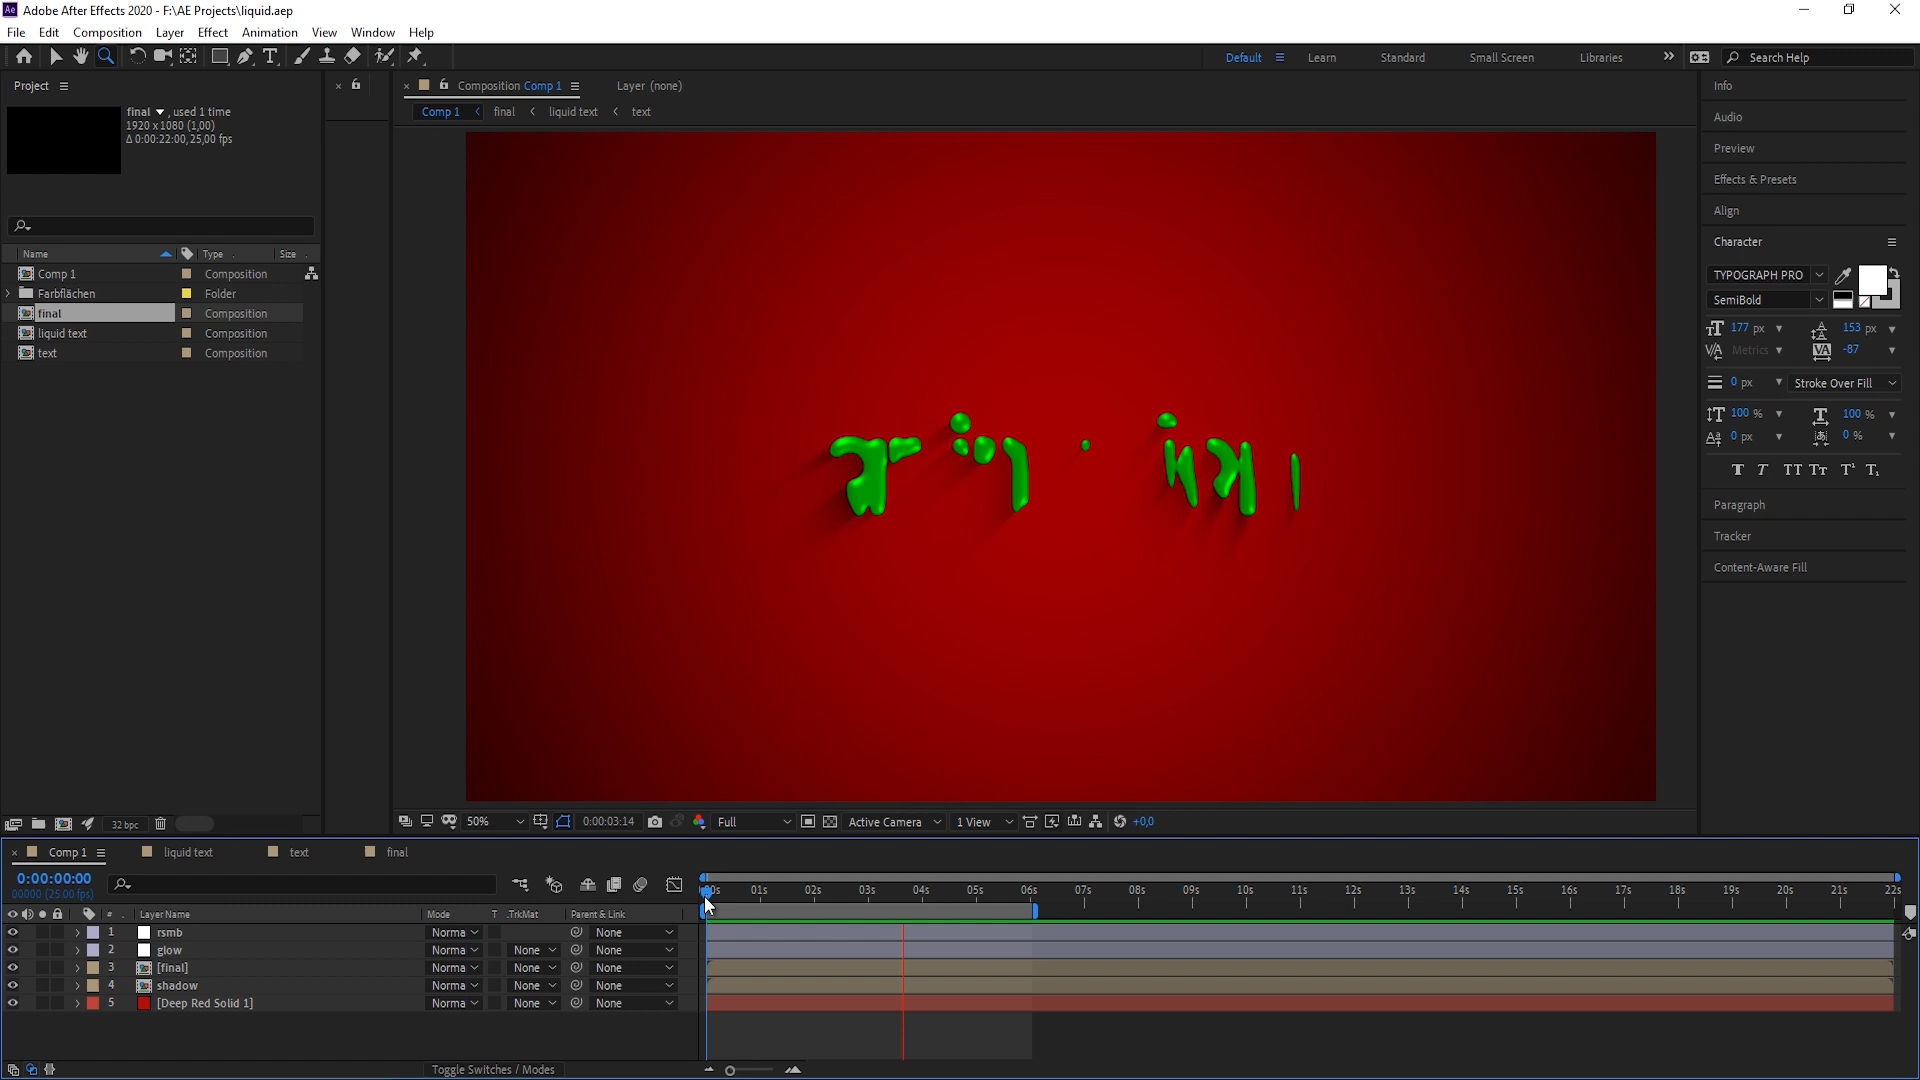 Adobe After Effects 2020 - F:\AE Projects\liquid.aep
File Edit Composition Layer Effect Animation View Window Help
Default Learn Standard Small Screen Libraries Search Help
Project
final , used 1 time
1920 x 1080 (1,00)
Δ 0:00:22:00, 25,00 fps
Name Type Size
Comp 1 Composition
Farbflächen Folder
final Composition
liquid text Composition
text Composition
32 bpc
Composition Comp 1 Layer (none)
Comp 1 final liquid text text
50% 0:00:03:14 Full Active Camera 1 View +0,0
Info
Audio
Preview
Effects & Presets
Align
Character
TYPOGRAPH PRO
SemiBold
177 px 153 px
Metrics -87
0 px Stroke Over Fill
100 % 100 %
0 px 0 %
Paragraph
Tracker
Content-Aware Fill
Comp 1 liquid text text final
0:00:00:00
00000 (25.00 fps)
# Layer Name Mode T .TrkMat Parent & Link
1 rsmb Norma None
2 glow Norma None None
3 [final] Norma None None
4 shadow Norma None None
5 [Deep Red Solid 1] Norma None None
Toggle Switches / Modes
01s 02s 03s 04s 05s 06s 07s 08s 09s 10s 11s 12s 13s 14s 15s 16s 17s 18s 19s 20s 21s 22s